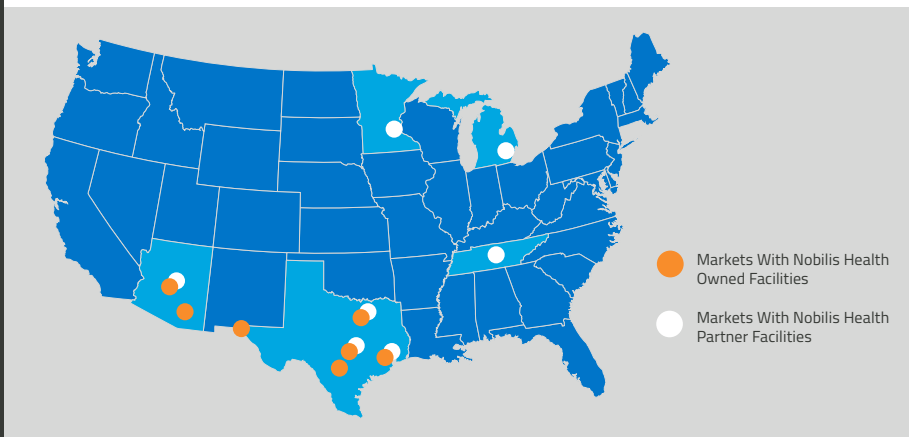 Markets With Nobilis Health
Owned Facilities
Markets With Nobilis Health
Partner Facilities